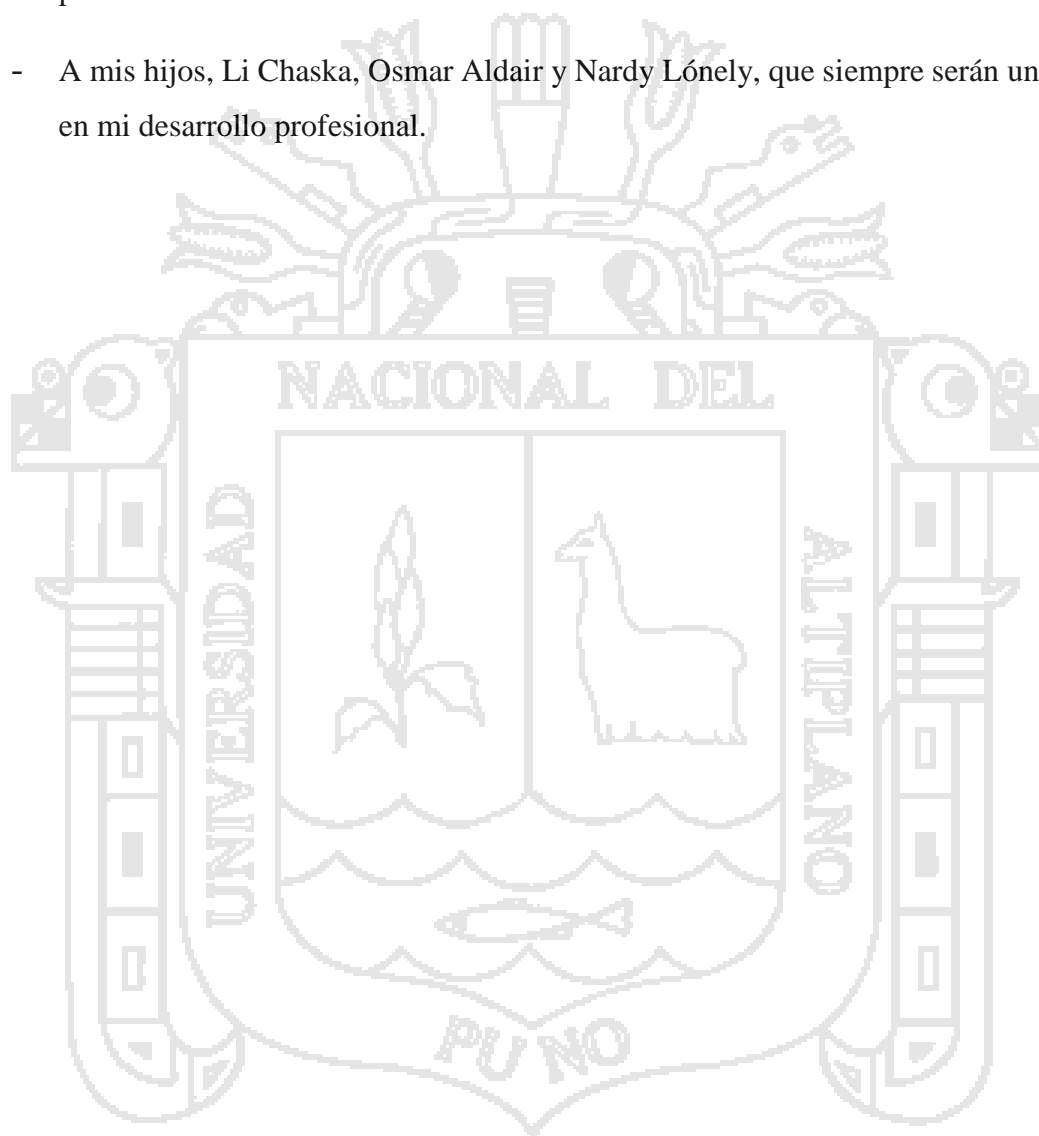 - A mis hijos, Li Chaska, Osmar Aldair y Nardy Lónely, que siempre serán un
en mi desarrollo profesional.
NACIONAL DEL
UNIVERSIDAD
ALTIPLANO
PUNO